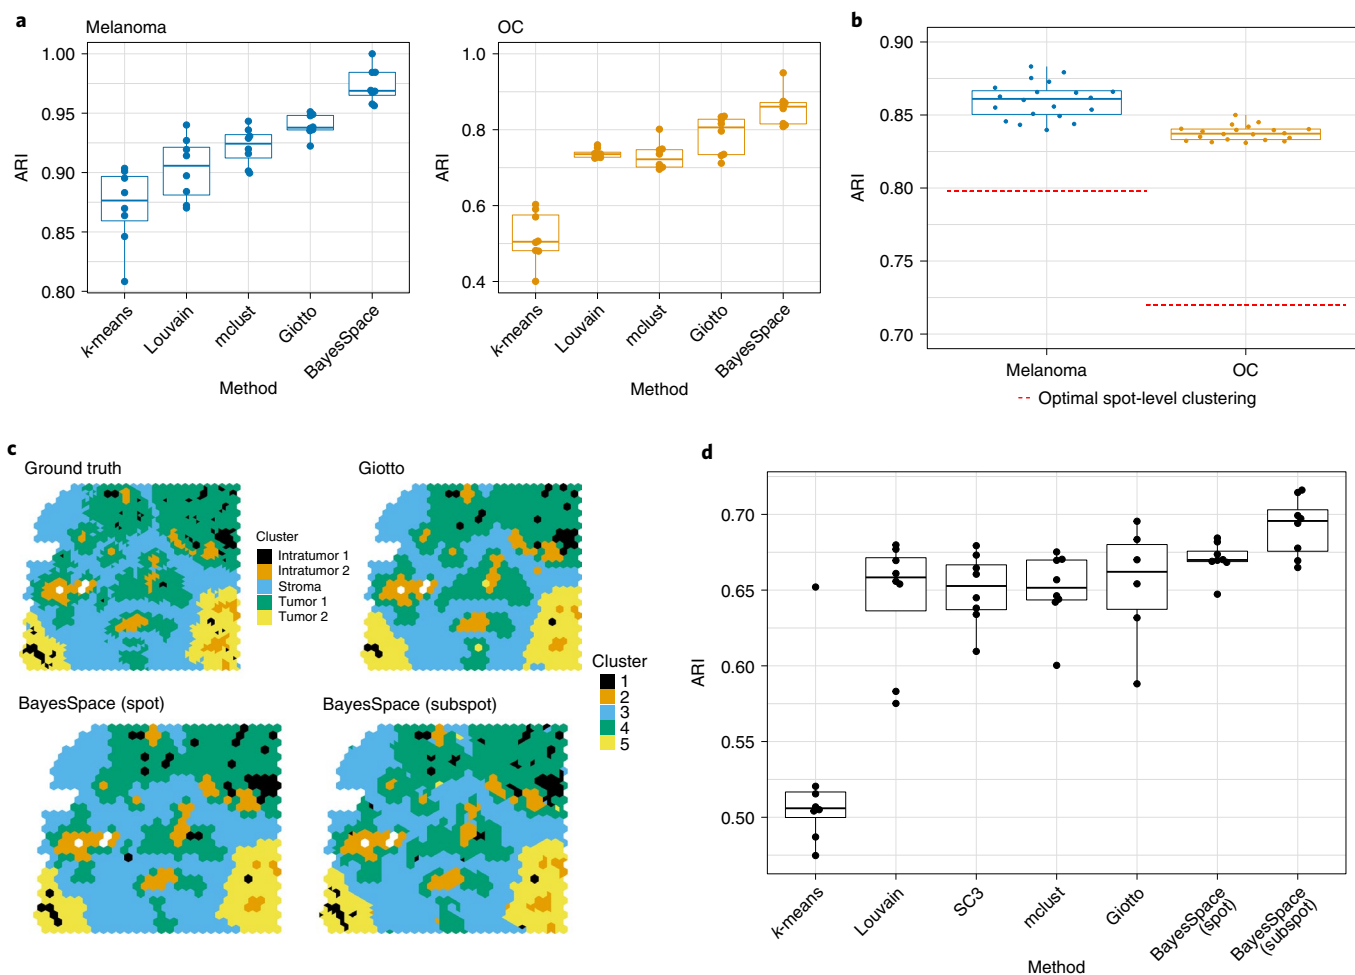 a
Melanoma
1.00
0.95
0.90
0.85
0.80
ARI
k-means
Louvain
mclust
Giotto
BayesSpace
Method
OC
1.0
0.8
0.6
0.4
ARI
k-means
Louvain
mclust
Giotto
BayesSpace
Method
b
0.90
0.85
0.80
0.75
0.70
ARI
Melanoma
OC
Optimal spot-level clustering
c
Ground truth
Cluster
Intratumor 1
Intratumor 2
Stroma
Tumor 1
Tumor 2
Giotto
BayesSpace (spot)
BayesSpace (subspot)
Cluster
1
2
3
4
5
d
0.70
0.65
0.60
0.55
0.50
ARI
k-means
Louvain
SC3
mclust
Giotto
BayesSpace
(spot)
BayesSpace
(subspot)
Method